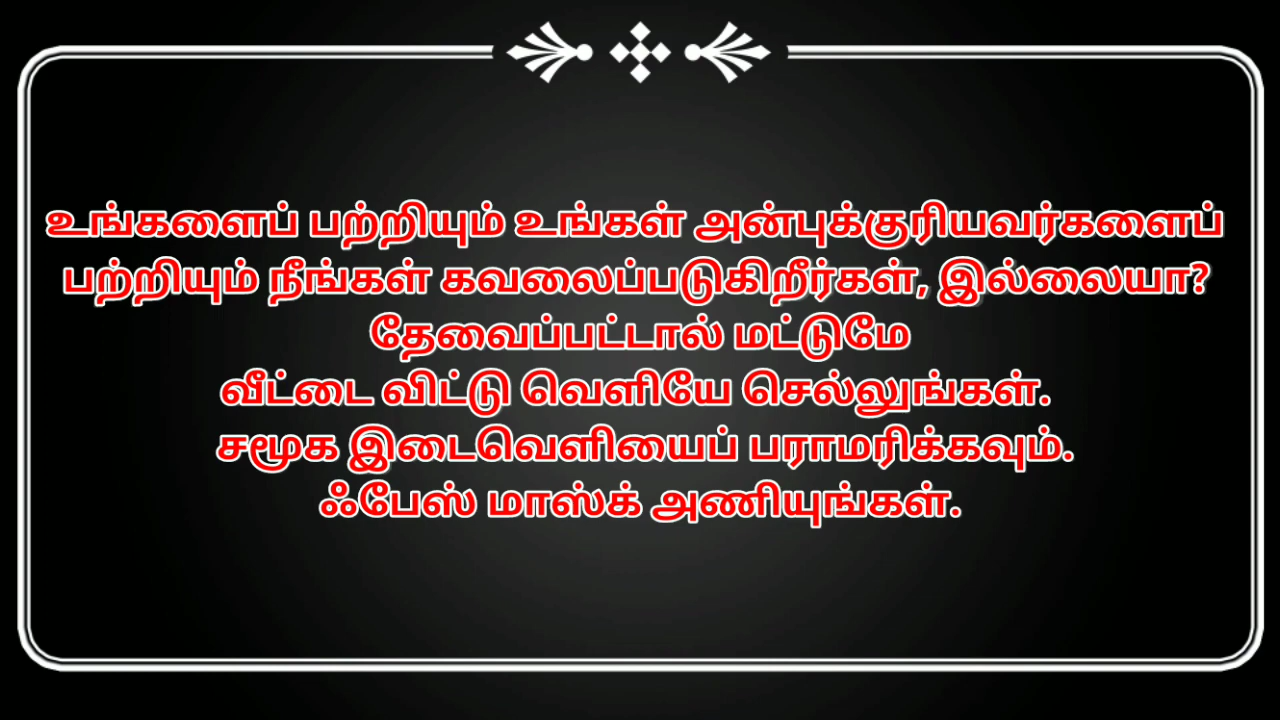 உங்களைப் பற்றியும் உங்கள் அன்புக்குரியவர்களைப்
பற்றியும் நீங்கள் கவலைப்படுகிறீர்கள், இல்லையா?
தேவைப்பட்டால் மட்டுமே
வீட்டை விட்டு வெளியே செல்லுங்கள்.
சமூக இடைவெளியைப் பராமரிக்கவும்.
ஃபேஸ் மாஸ்க் அணியுங்கள்.